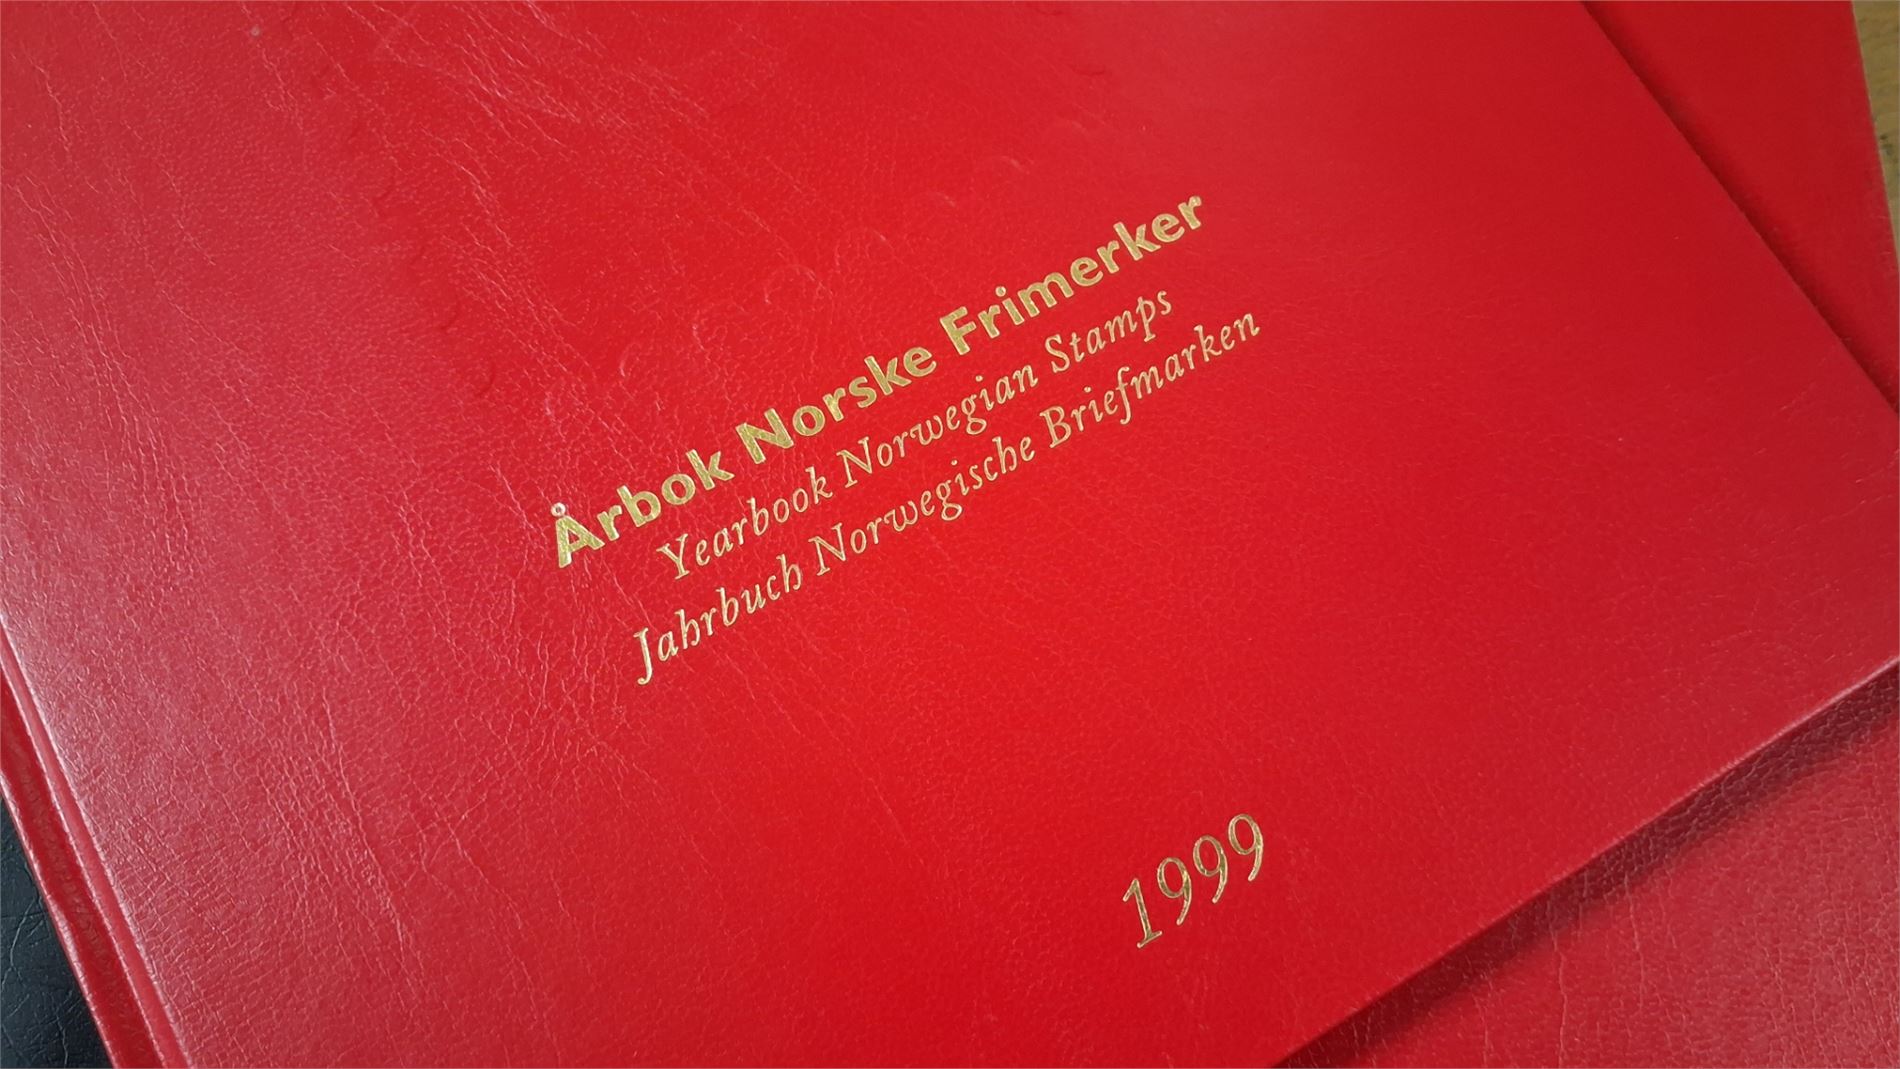 Årbok Norske Frimerker
Yearbook Norwegian Stamps
Jahrbuch Norwegische Briefmarken
1999